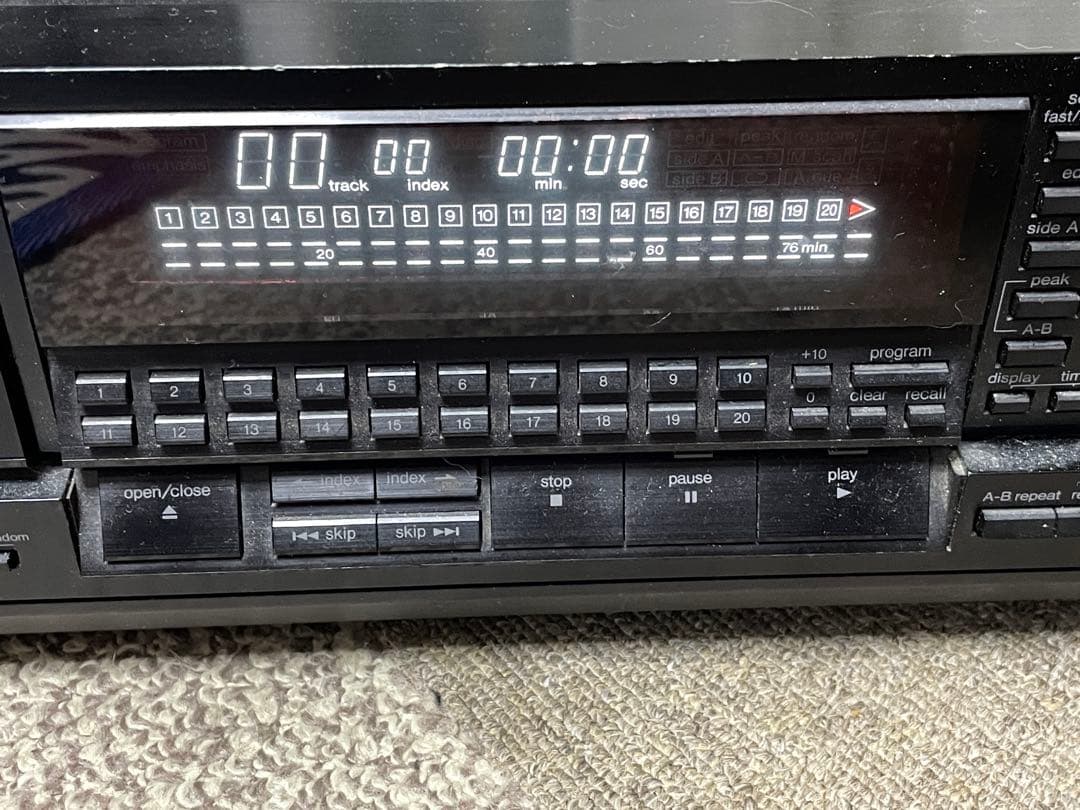 edit peak
side A A-B
side B
00 track 00 index 00:00 min sec
1 2 3 4 5 6 7 8 9 10 11 12 13 14 15 16 17 18 19 20
20 40 60 76 min
fast/
side A
peak
A-B
display
+10 program
1 2 3 4 5 6 7 8 9 10 0 clear recall
11 12 13 14 15 16 17 18 19 20
open/close
index index
skip skip
stop
pause
play
A-B repeat